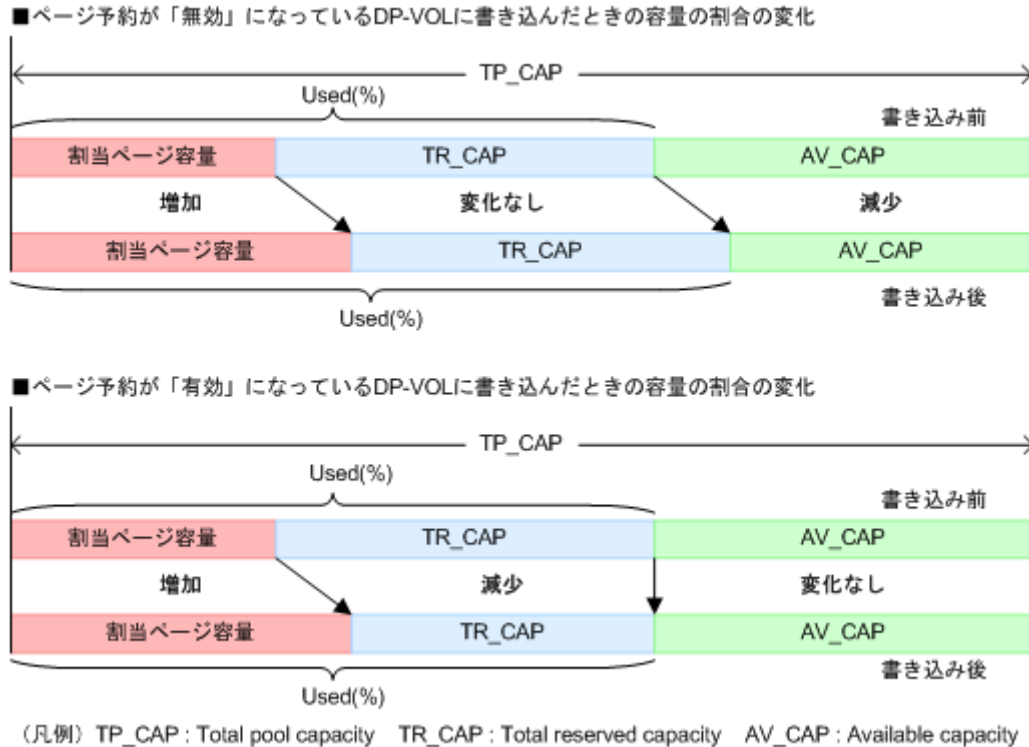 ■ページ予約が「無効」になっているDP-VOLに書き込んだときの容量の割合の変化
TP_CAP
Used(%)
書き込み前
割当ページ容量 TR_CAP AV_CAP
増加 変化なし 減少
割当ページ容量 TR_CAP AV_CAP
書き込み後
Used(%)
■ページ予約が「有効」になっているDP-VOLに書き込んだときの容量の割合の変化
TP_CAP
Used(%)
書き込み前
割当ページ容量 TR_CAP AV_CAP
増加 減少 変化なし
割当ページ容量 TR_CAP AV_CAP
書き込み後
Used(%)
（凡例）TP_CAP : Total pool capacity TR_CAP : Total reserved capacity AV_CAP : Available capacity